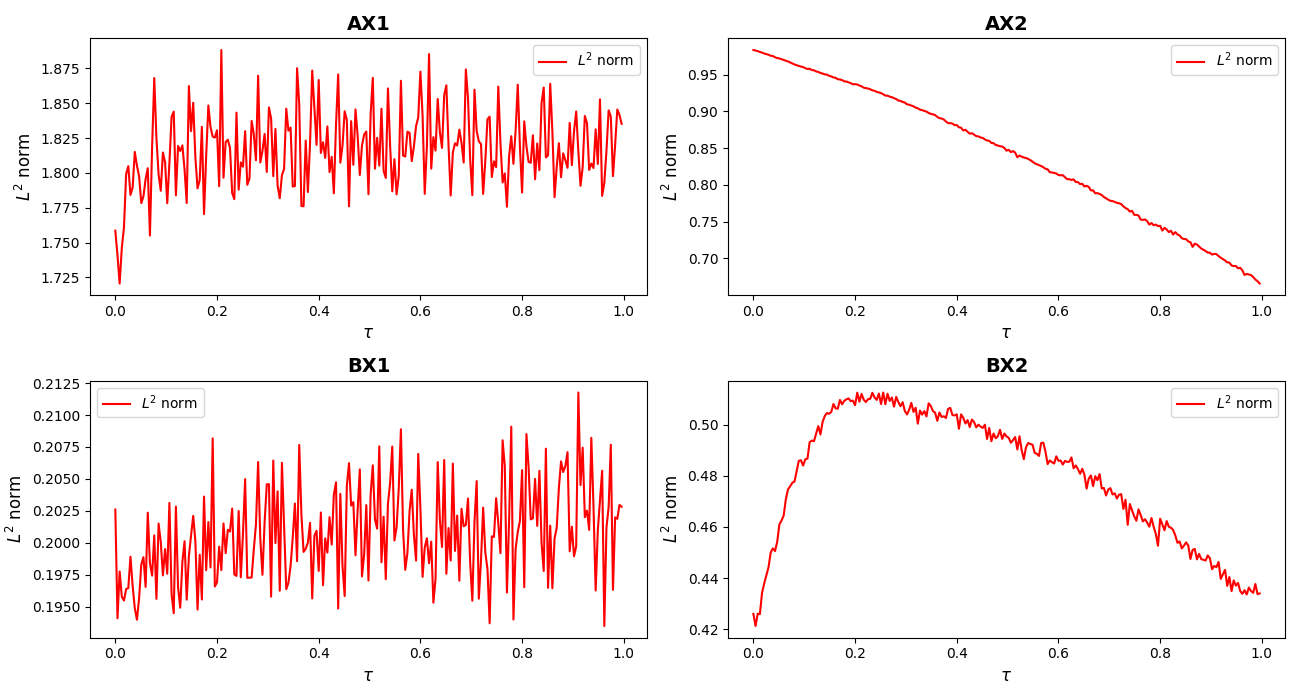 AX1
L² norm
1.875
1.850
1.825
1.800
1.775
1.750
1.725
L² norm
0.0 0.2 0.4 0.6 0.8 1.0
τ
AX2
L² norm
0.95
0.90
0.85
0.80
0.75
0.70
L² norm
0.0 0.2 0.4 0.6 0.8 1.0
τ
BX1
L² norm
0.2125
0.2100
0.2075
0.2050
0.2025
0.2000
0.1975
0.1950
L² norm
0.0 0.2 0.4 0.6 0.8 1.0
τ
BX2
L² norm
0.50
0.48
0.46
0.44
0.42
L² norm
0.0 0.2 0.4 0.6 0.8 1.0
τ